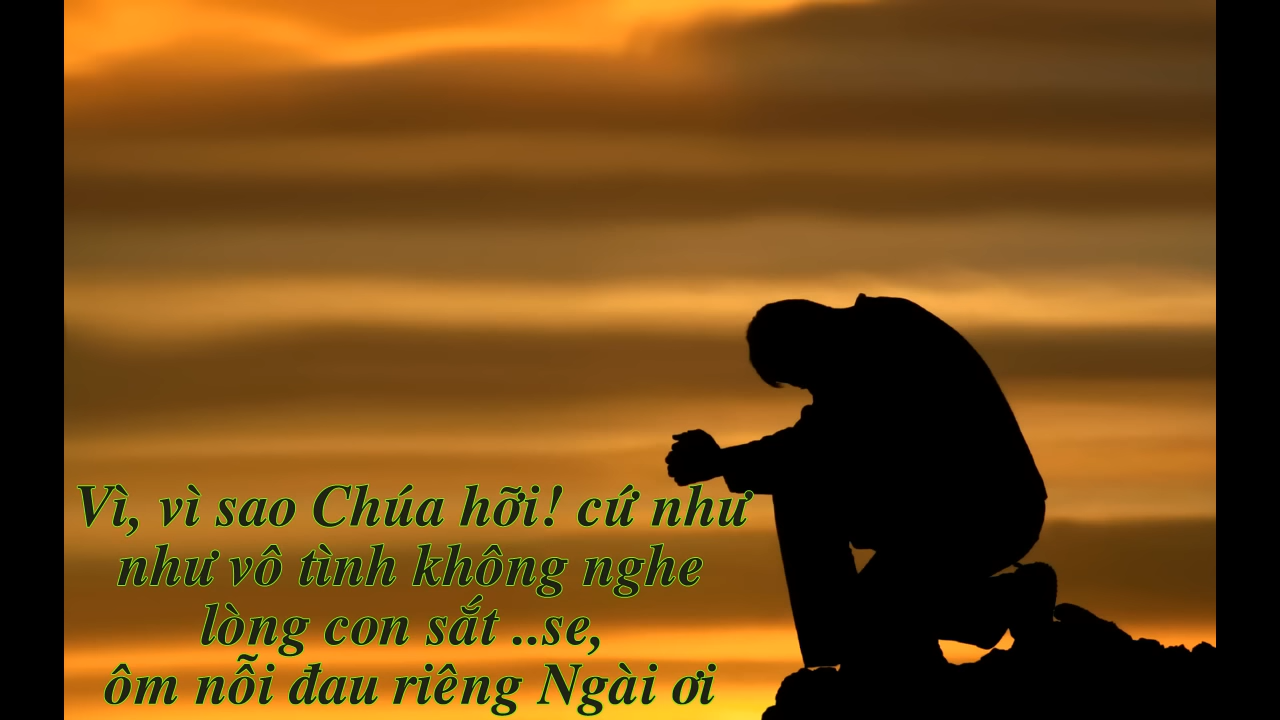 Vì, vì sao Chúa hỡi! cứ như
như vô tình không nghe
lòng con sắt ..se,
ôm nỗi đau riêng Ngài ơi